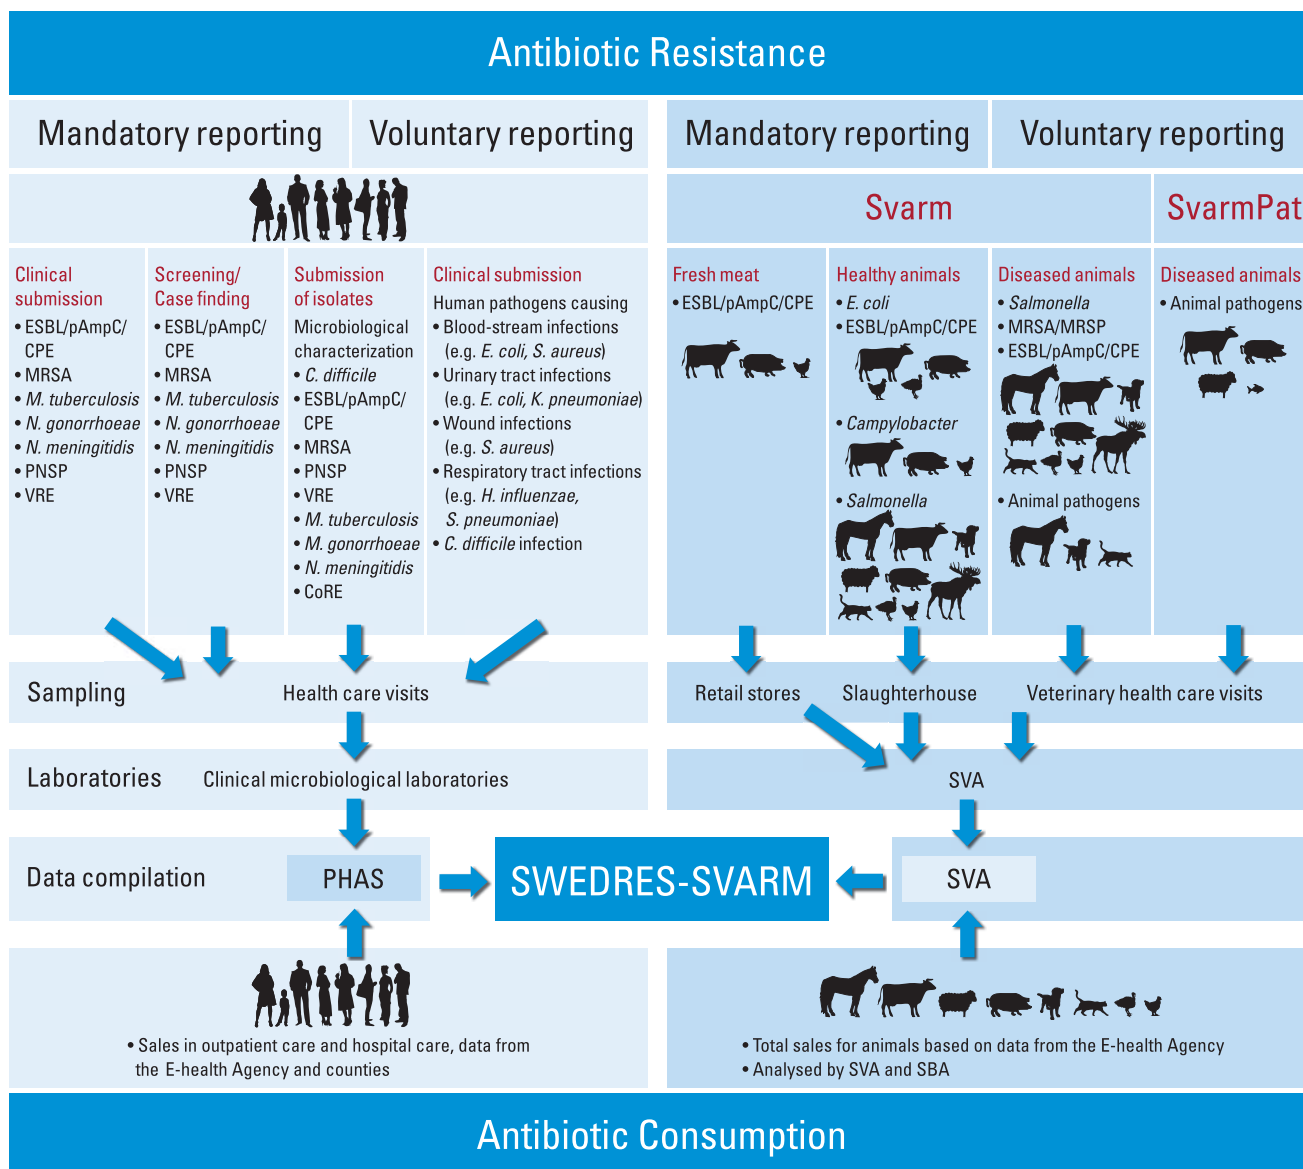 Antibiotic Resistance
Mandatory reporting
Voluntary reporting
Mandatory reporting
Voluntary reporting
Svarm
SvarmPat
Clinical
submission
• ESBL/pAmpC/
CPE
• MRSA
• M. tuberculosis
• N. gonorrhoeae
• N. meningitidis
• PNSP
• VRE
Screening/
Case finding
• ESBL/pAmpC/
CPE
• MRSA
• M. tuberculosis
• N. gonorrhoeae
• N. meningitidis
• PNSP
• VRE
Submission
of isolates
Microbiological
characterization
• C. difficile
• ESBL/pAmpC/
CPE
• MRSA
• PNSP
• VRE
• M. tuberculosis
• M. gonorrhoeae
• N. meningitidis
• CoRE
Clinical submission
Human pathogens causing
• Blood-stream infections
(e.g. E. coli, S. aureus)
• Urinary tract infections
(e.g. E. coli, K. pneumoniae)
• Wound infections
(e.g. S. aureus)
• Respiratory tract infections
(e.g. H. influenzae,
S. pneumoniae)
• C. difficile infection
Fresh meat
• ESBL/pAmpC/CPE
Healthy animals
• E. coli
• ESBL/pAmpC/CPE
• Campylobacter
• Salmonella
Diseased animals
• Salmonella
• MRSA/MRSP
• ESBL/pAmpC/CPE
• Animal pathogens
Diseased animals
• Animal pathogens
Sampling
Health care visits
Retail stores
Slaughterhouse
Veterinary health care visits
Laboratories
Clinical microbiological laboratories
SVA
Data compilation
PHAS
SWEDRES-SVARM
SVA
• Sales in outpatient care and hospital care, data from
the E-health Agency and counties
• Total sales for animals based on data from the E-health Agency
• Analysed by SVA and SBA
Antibiotic Consumption